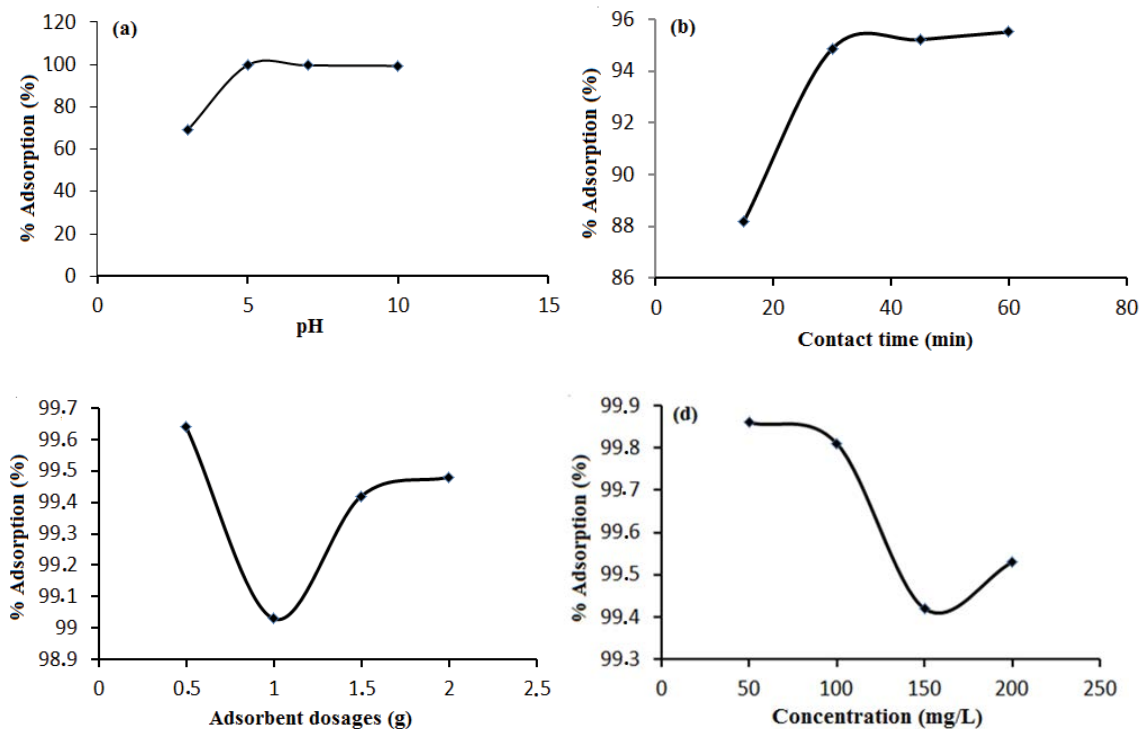 (a)
% Adsorption (%)
120
100
80
60
40
20
0
0 5 10 15
pH
(b)
% Adsorption (%)
96
94
92
90
88
86
0 20 40 60 80
Contact time (min)
% Adsorption (%)
99.7
99.6
99.5
99.4
99.3
99.2
99.1
99
98.9
0 0.5 1 1.5 2 2.5
Adsorbent dosages (g)
(d)
% Adsorption (%)
99.9
99.8
99.7
99.6
99.5
99.4
99.3
0 50 100 150 200 250
Concentration (mg/L)